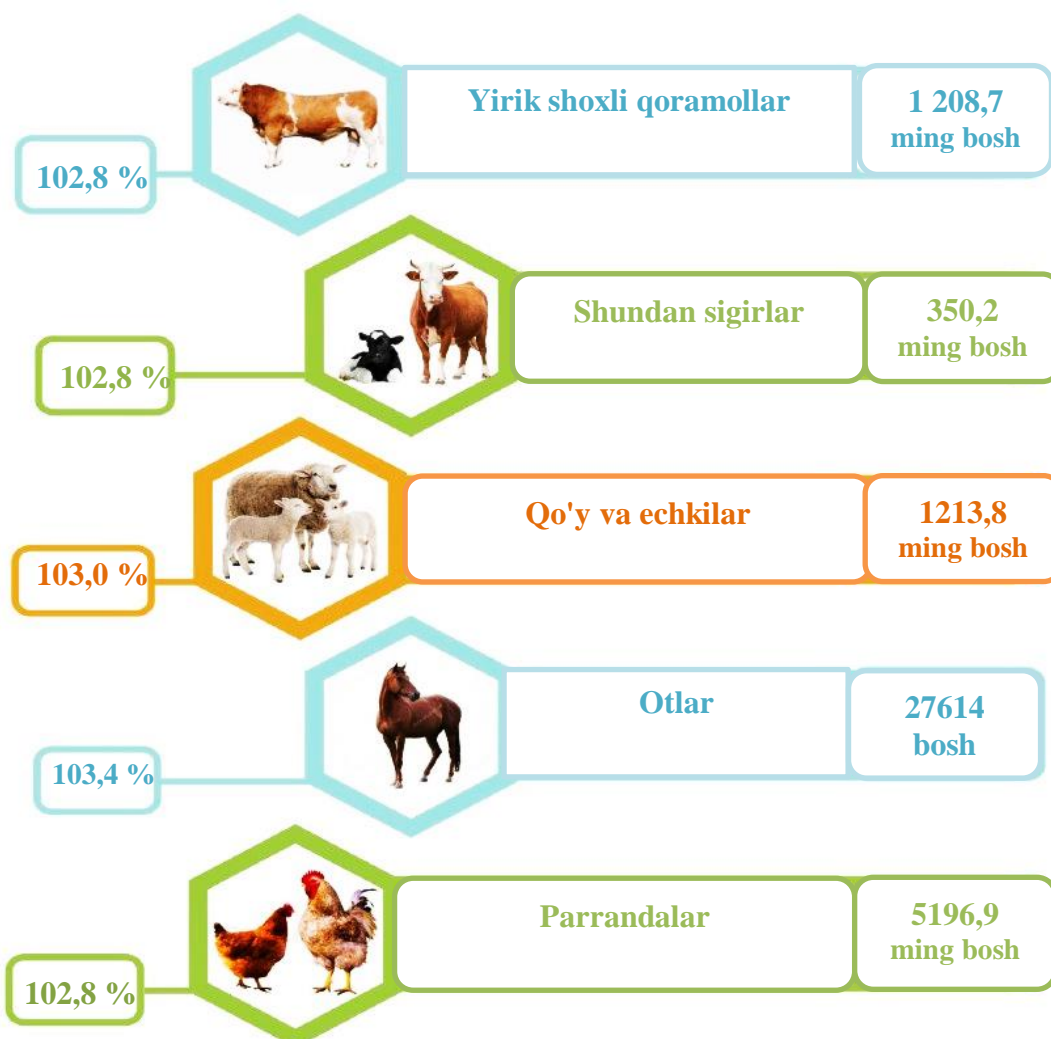 Yirik shoxli qoramollar
1 208,7
ming bosh
102,8 %
Shundan sigirlar
350,2
ming bosh
102,8 %
Qo'y va echkilar
1213,8
ming bosh
103,0 %
Otlar
27614
bosh
103,4 %
Parrandalar
5196,9
ming bosh
102,8 %